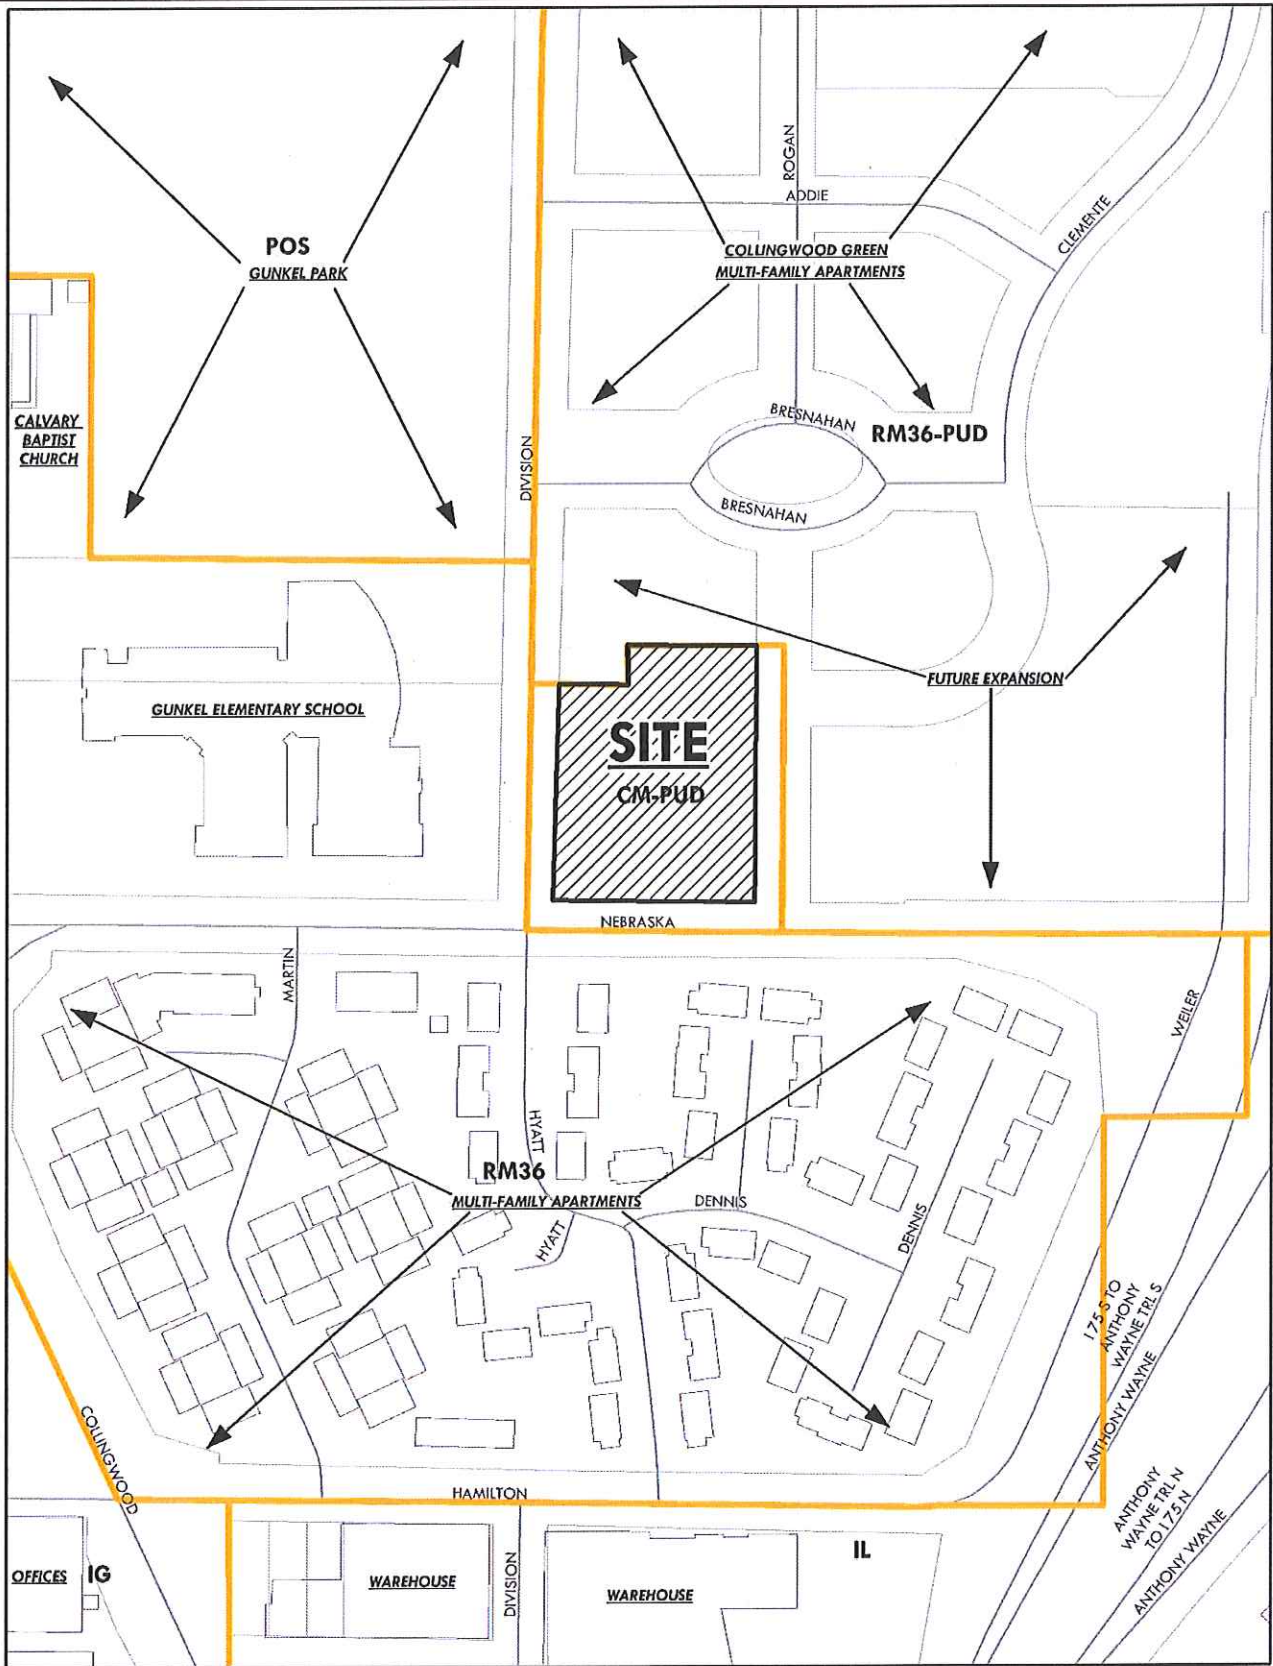 ROGAN
ADDIE
CLEMENTE
POS
GUNKEL PARK
COLLINGWOOD GREEN
MULTI-FAMILY APARTMENTS
CALVARY
BAPTIST
CHURCH
DIVISION
BRESNAHAN
RM36-PUD
BRESNAHAN
GUNKEL ELEMENTARY SCHOOL
FUTURE EXPANSION
SITE
CM-PUD
NEBRASKA
MARTIN
WEILER
HYATT
RM36
MULTI-FAMILY APARTMENTS
DENNIS
HYATT
DENNIS
175 S TO
ANTHONY
WAYNE TRL S
ANTHONY WAYNE
COLLINGWOOD
HAMILTON
ANTHONY
WAYNE TRL N
TO 175 N
ANTHONY WAYNE
OFFICES
IG
WAREHOUSE
DIVISION
WAREHOUSE
IL